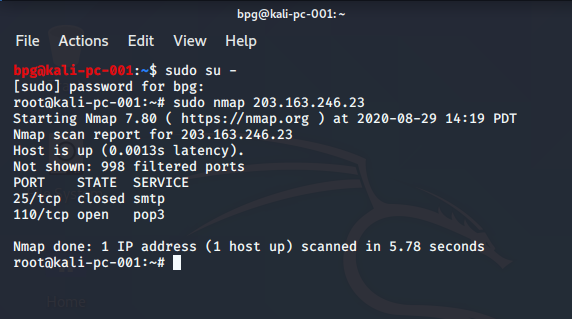 bpg@kali-pc-001: ~
File Actions Edit View Help
bpg@kali-pc-001:~$ sudo su -
[sudo] password for bpg:
root@kali-pc-001:~# sudo nmap 203.163.246.23
Starting Nmap 7.80 ( https://nmap.org ) at 2020-08-29 14:19 PDT
Nmap scan report for 203.163.246.23
Host is up (0.0013s latency).
Not shown: 998 filtered ports
PORT    STATE  SERVICE
25/tcp  closed smtp
110/tcp open   pop3
Nmap done: 1 IP address (1 host up) scanned in 5.78 seconds
root@kali-pc-001:~#
Home